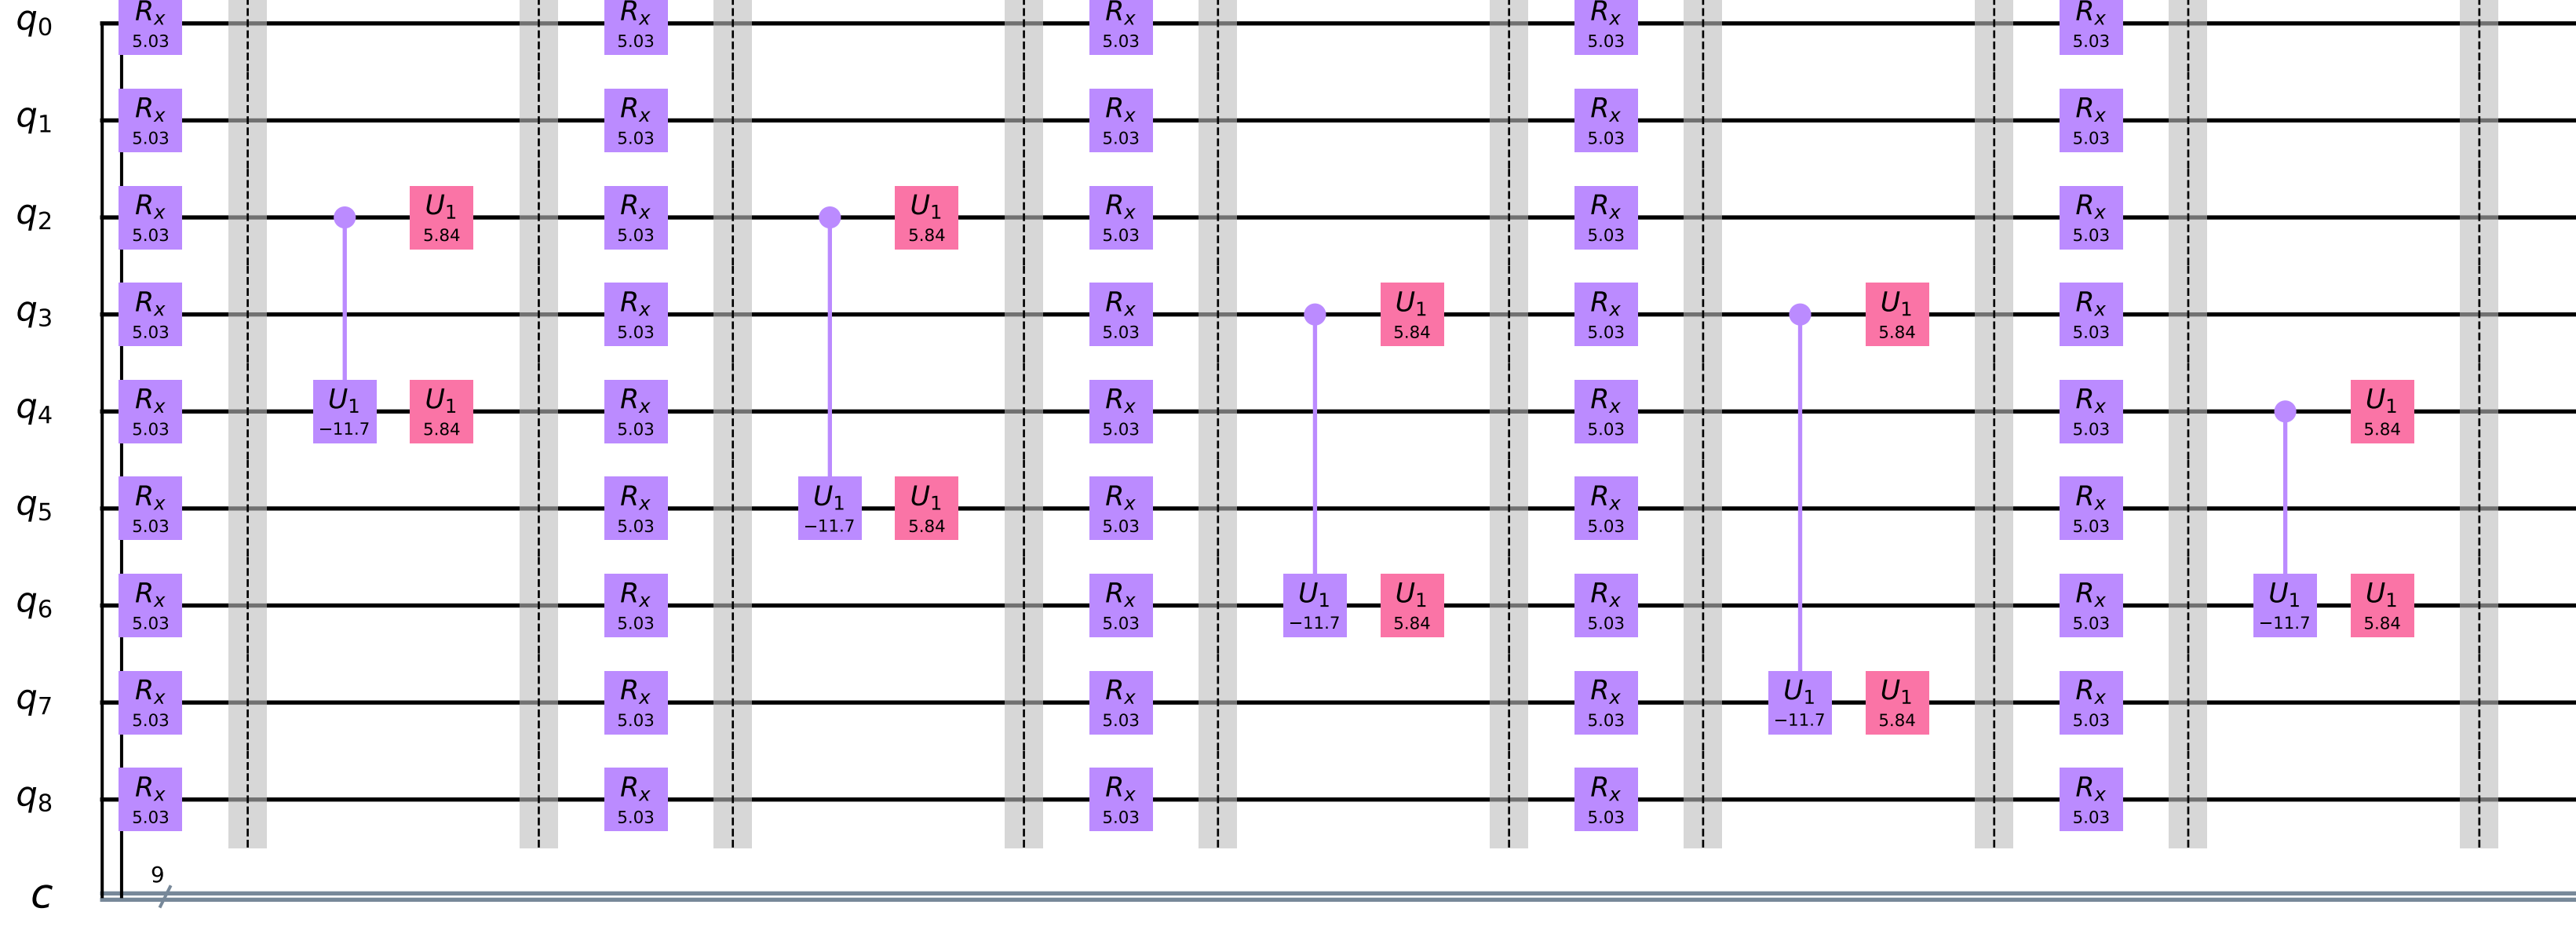 q0 Rx Rx Rx Rx Rx
5.03 5.03 5.03 5.03 5.03
q1 Rx Rx Rx Rx Rx
5.03 5.03 5.03 5.03 5.03
q2 Rx U1 Rx U1 Rx Rx Rx
5.03 5.84 5.03 5.84 5.03 5.03 5.03
q3 Rx Rx Rx U1 Rx U1 Rx
5.03 5.03 5.03 5.84 5.03 5.84 5.03
q4 Rx U1 U1 Rx Rx Rx Rx U1
5.03 −11.7 5.84 5.03 5.03 5.03 5.03 5.84
q5 Rx Rx U1 U1 Rx Rx Rx
5.03 5.03 −11.7 5.84 5.03 5.03 5.03
q6 Rx Rx Rx U1 U1 Rx Rx U1 U1
5.03 5.03 5.03 −11.7 5.84 5.03 5.03 −11.7 5.84
q7 Rx Rx Rx Rx U1 U1 Rx
5.03 5.03 5.03 5.03 −11.7 5.84 5.03
q8 Rx Rx Rx Rx Rx
5.03 5.03 5.03 5.03 5.03
9
c